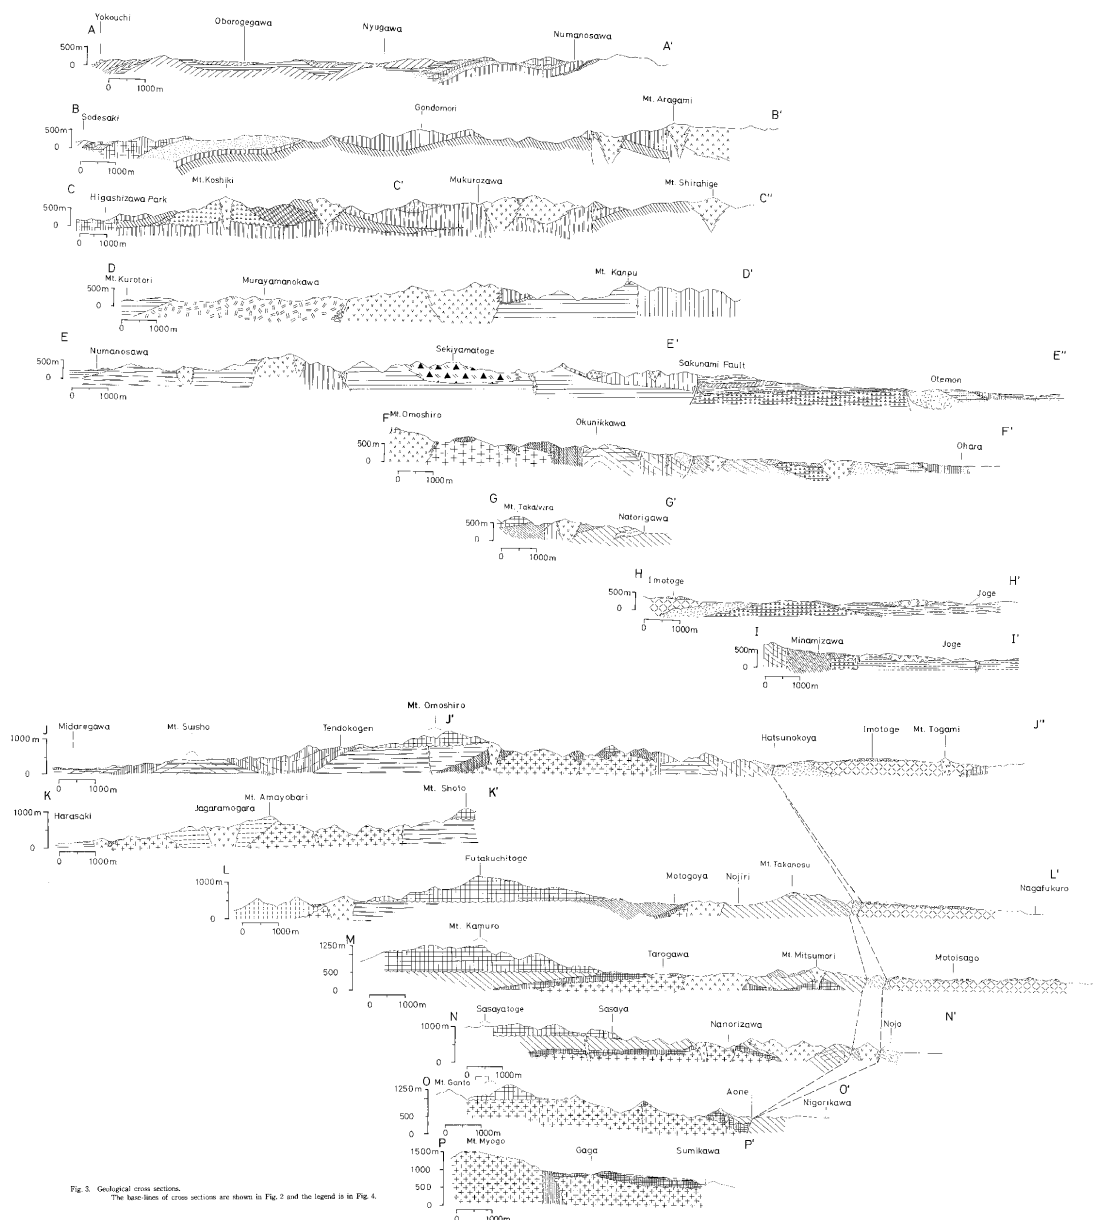 Yokouchi Oborogegawa Nyugawa Numanosawa
A A'
500m
0
0 1000m
B Sodesaki Gondomori Mt. Aragami B'
500m
0
0 1000m
C Higashizawa Park Mt. Koshiki C' Mukurozawa Mt. Shirahige C"
500m
0
0 1000m
D Mt. Kurotori Murayamanokawa Mt. Kanpu D'
500m
0
0 1000m
E Numanosawa Sekiyamatoge E' Sakunami Fault Otemon E"
500m
0
0 1000m
F Mt. Omoshiro Okunikkawa Ohara F'
500m
0
0 1000m
G Mt. Natorigawa G'
500m
0
0 1000m
H Imotoge Joge H'
500m
0
0 1000m
I Minamizawa Joge I'
500m
0
0 1000m
J Midaregawa Mt. Suisho Tendokogen Mt. Omoshiro J' Hatsunokoya Imotoge Mt. Togami J"
1000m
0
0 1000m
K Harasaki Jagaramogara Mt. Amayobari Mt. Shoto K'
1000m
0
0 1000m
L Futakuchitoge Motogoya Nojiri Mt. Takanosu Nagafukuro L'
1000m
500
0
0 1000m
M Mt. Kamuro Tarogawa Mt. Mitsumori Motoisago
1250m
500
0
0 1000m
N Sasayatoge Sasaya Nanorizawa Nojo N'
1000m
0
0 1000m
O Mt. Ganto Aone Nigorikawa O'
1250m
500
0
0 1000m
P Mt. Myogo Gaga Sumikawa P'
1500m
1000
500
0
0 1000m
Fig. 3. Geological cross sections.
The base-lines of cross sections are shown in Fig. 2 and the legend is in Fig. 4.